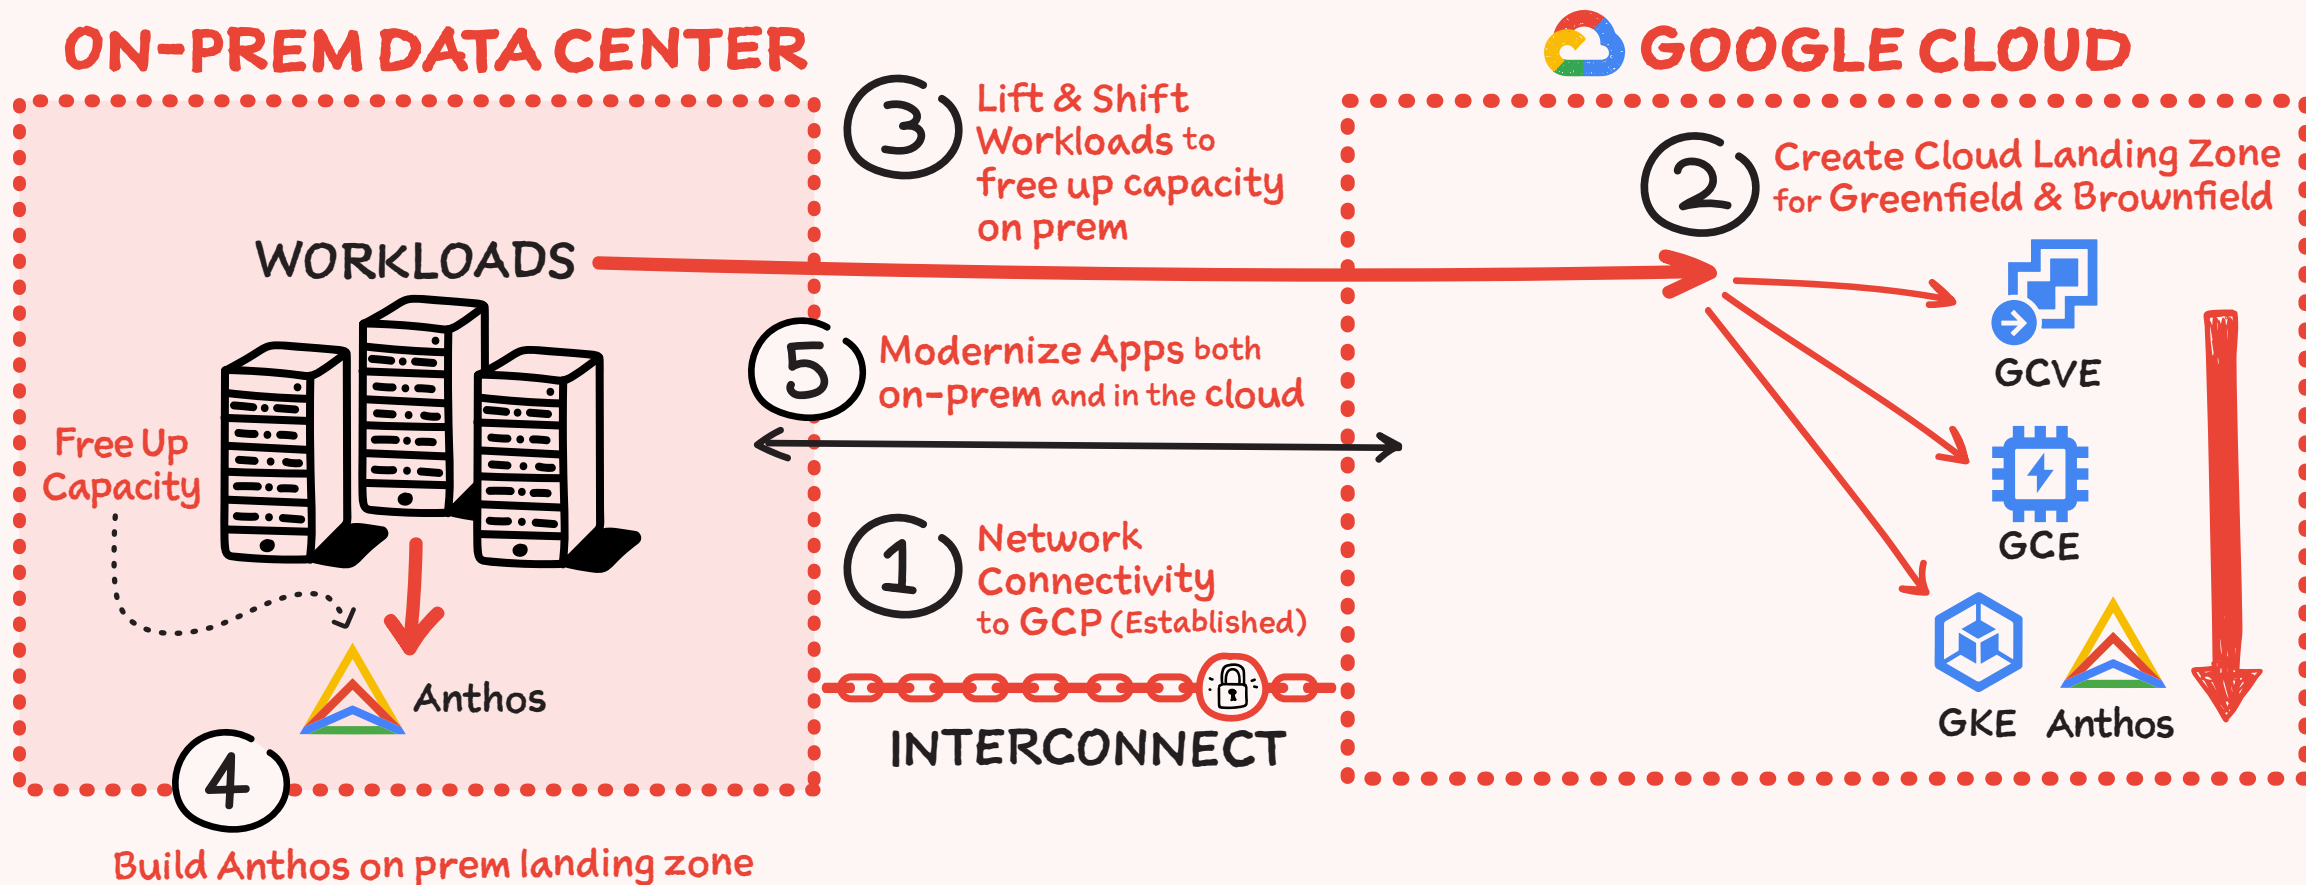 ON-PREM DATA CENTER
GOOGLE CLOUD
3
Lift & Shift
Workloads to
free up capacity
on prem
2
Create Cloud Landing Zone
for Greenfield & Brownfield
WORKLOADS
5
Modernize Apps both
on-prem and in the cloud
GCVE
Free Up
Capacity
GCE
1
Network
Connectivity
to GCP (Established)
Anthos
GKE
Anthos
INTERCONNECT
4
Build Anthos on prem landing zone